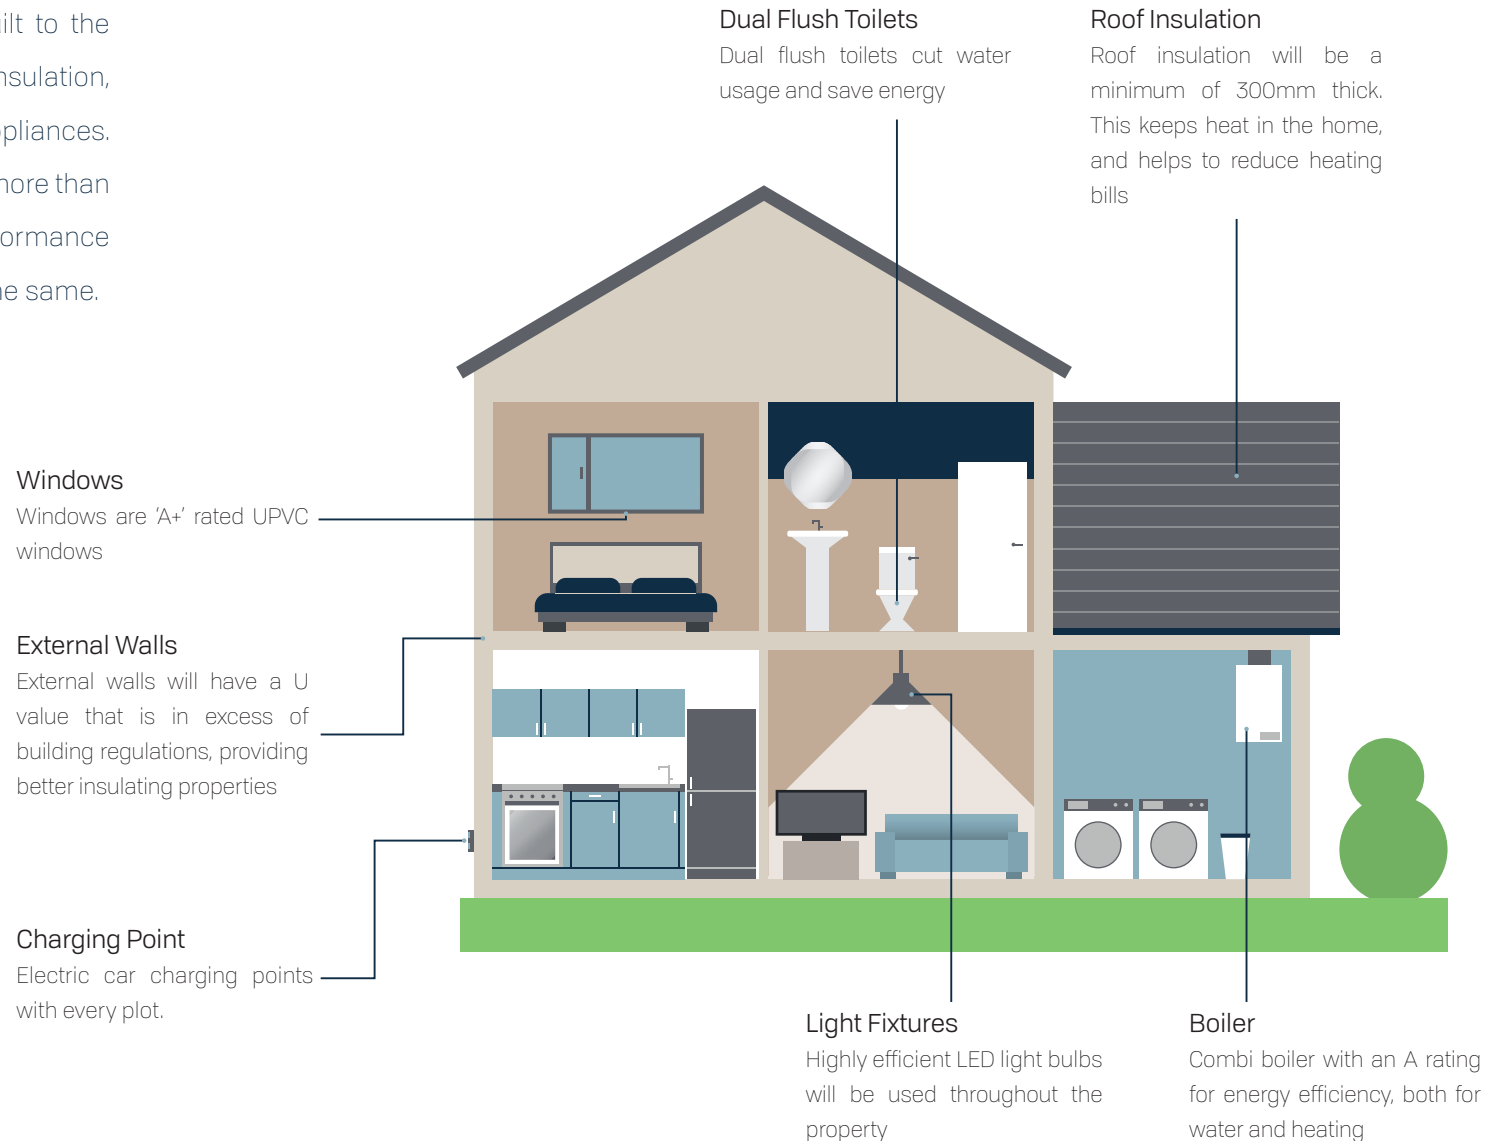 ilt to the
nsulation,
pliances.
nore than
ormance
ne same.
Dual Flush Toilets
Dual flush toilets cut water
usage and save energy
Roof Insulation
Roof insulation will be a
minimum of 300mm thick.
This keeps heat in the home,
and helps to reduce heating
bills
Windows
Windows are ‘A+’ rated UPVC
windows
External Walls
External walls will have a U
value that is in excess of
building regulations, providing
better insulating properties
Charging Point
Electric car charging points
with every plot.
Light Fixtures
Highly efficient LED light bulbs
will be used throughout the
property
Boiler
Combi boiler with an A rating
for energy efficiency, both for
water and heating